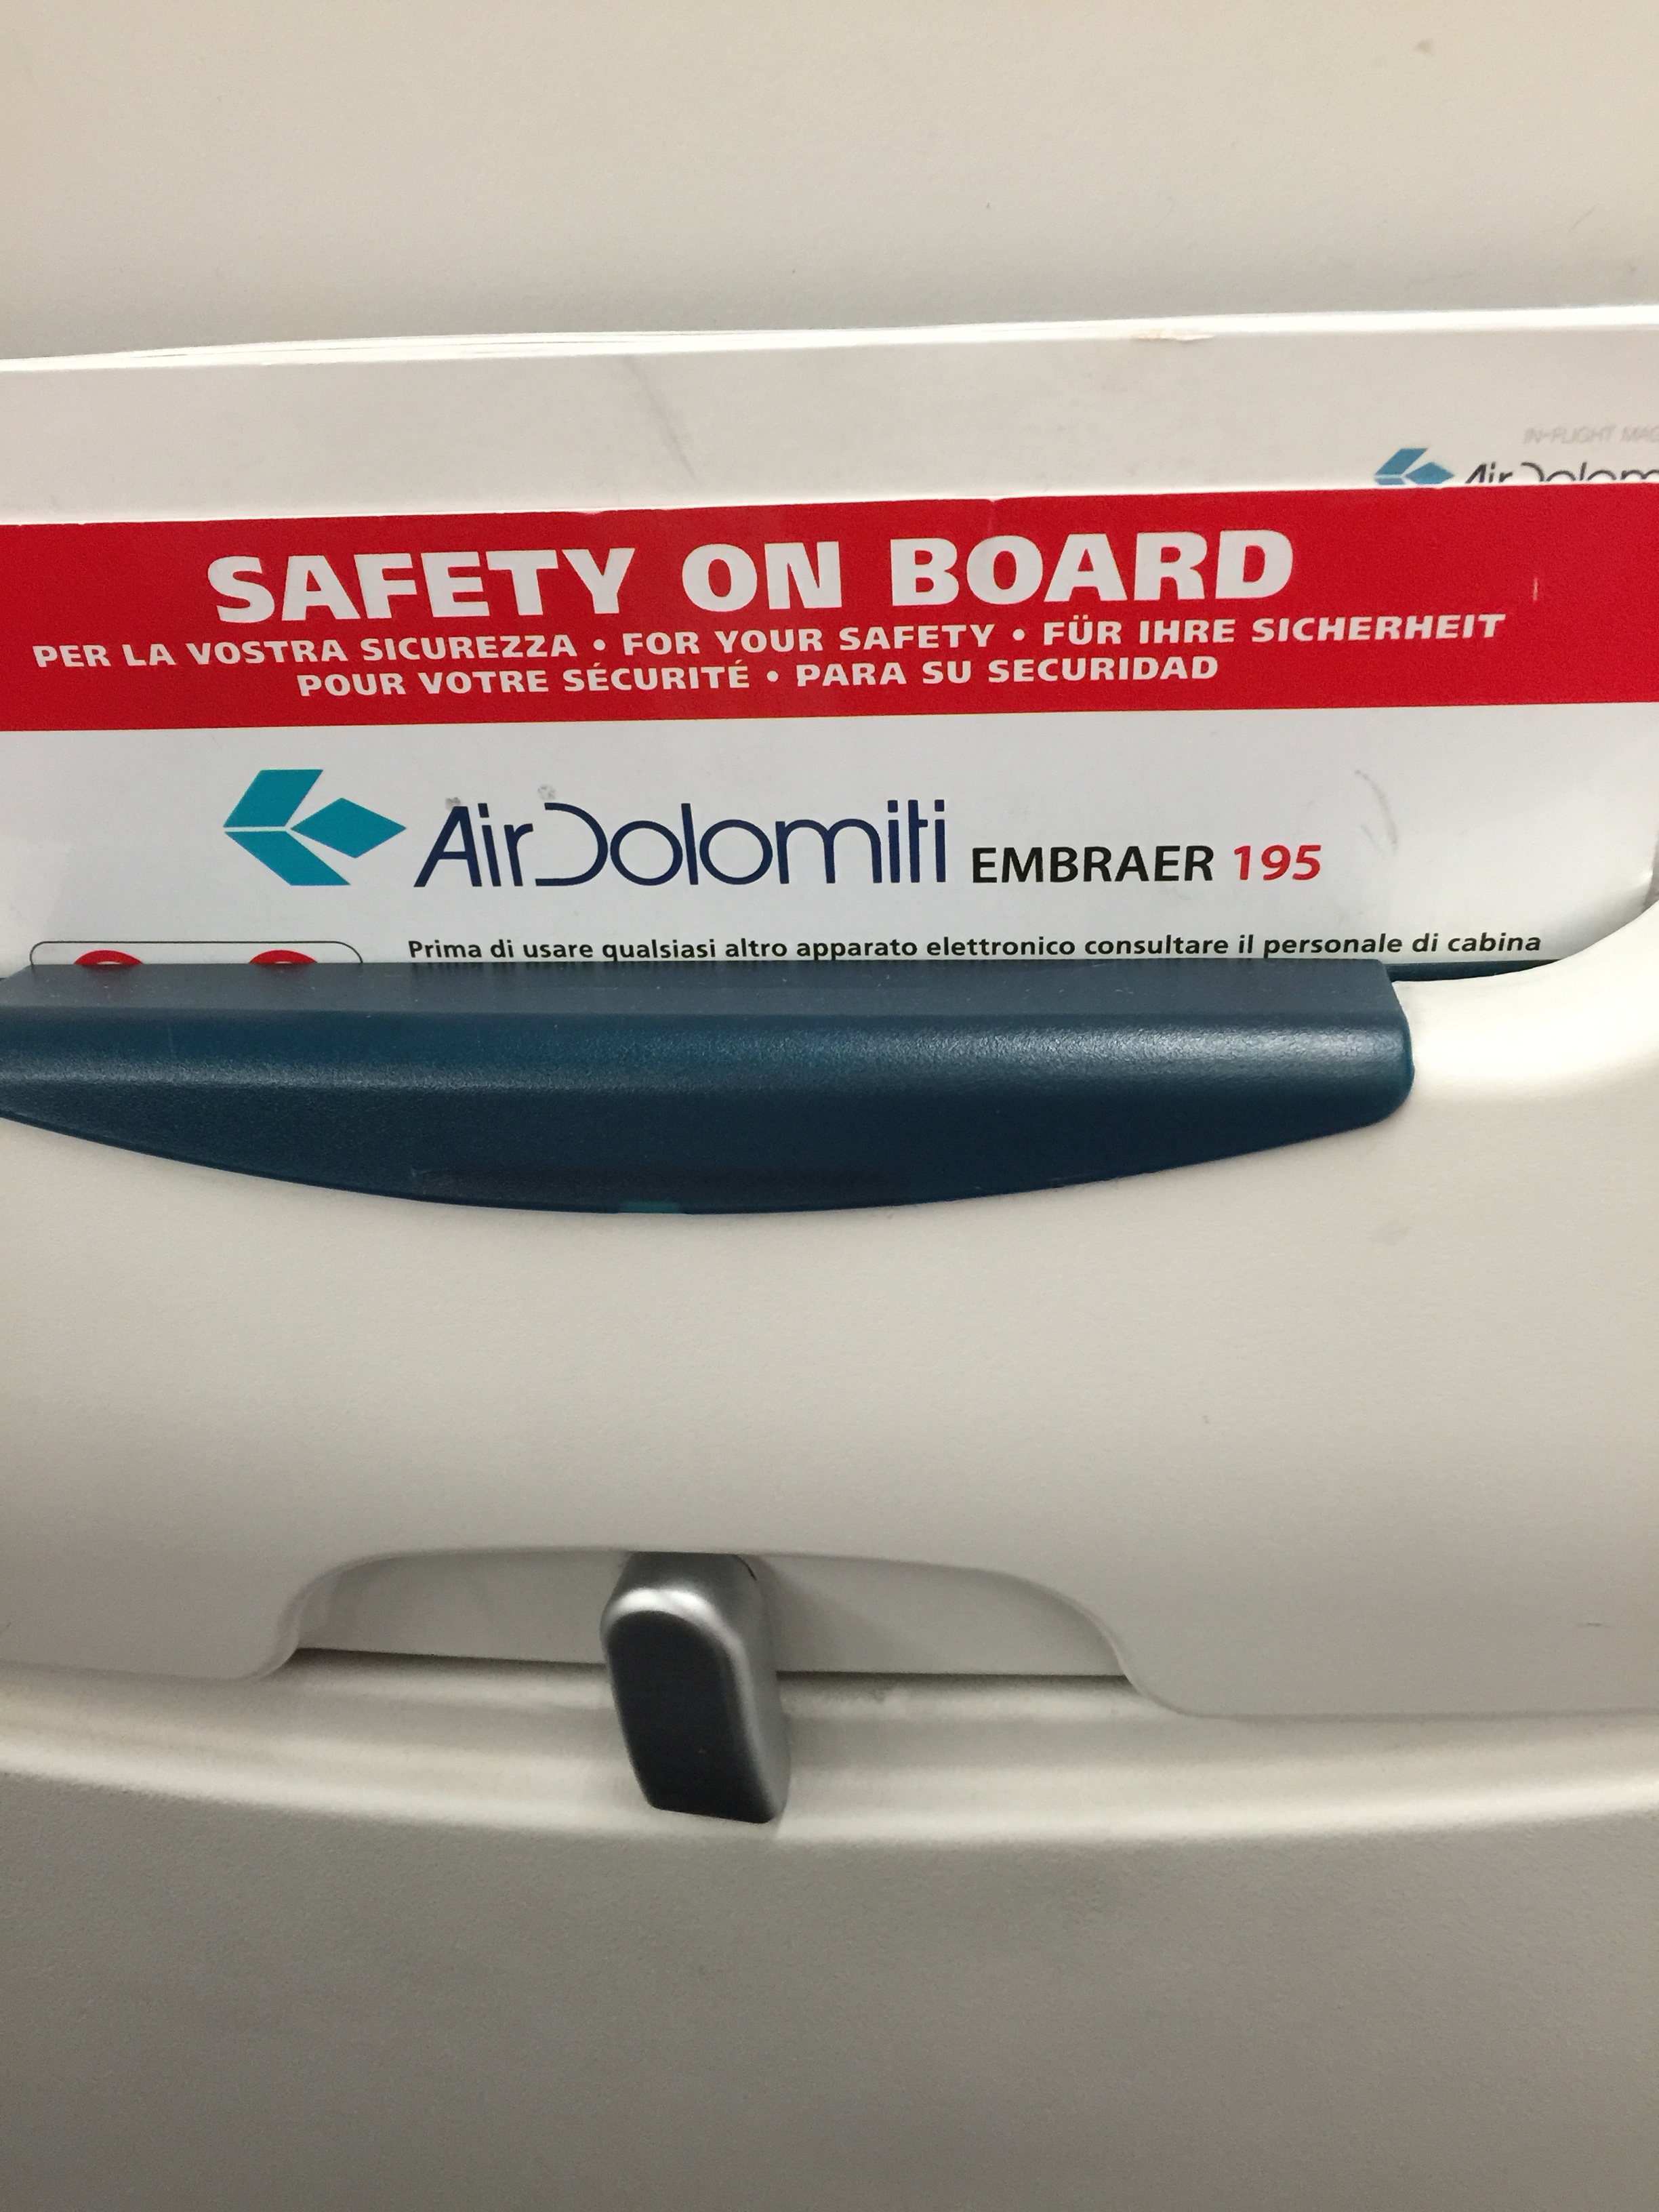 IN-FLIGHT
SAFETY ON BOARD
PER LA VOSTRA SICUREZZA • FOR YOUR SAFETY • FÜR IHRE SICHERHEIT
POUR VOTRE SÉCURITÉ • PARA SU SECURIDAD
AirDolomiti EMBRAER 195
Prima di usare qualsiasi altro apparato elettronico consultare il personale di cabina